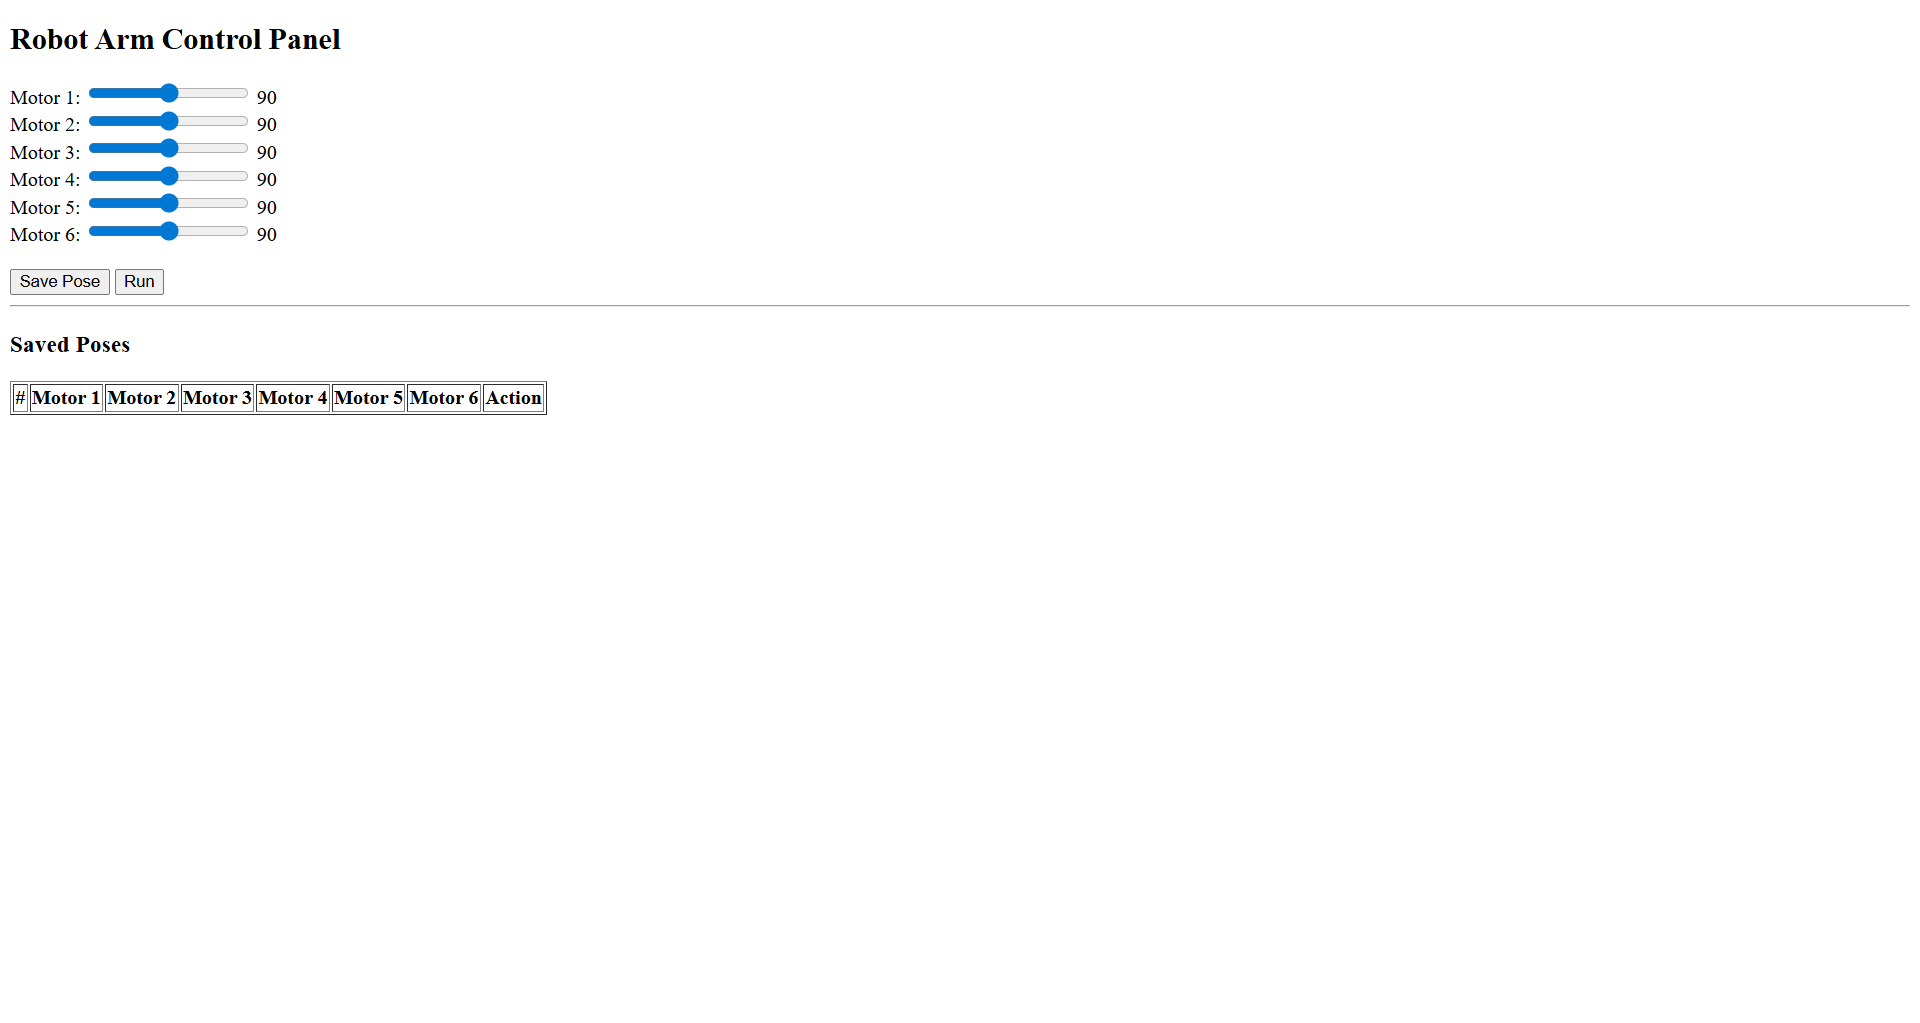 Robot Arm Control Panel
Motor 1: 90
Motor 2: 90
Motor 3: 90
Motor 4: 90
Motor 5: 90
Motor 6: 90
Save Pose Run
Saved Poses
# Motor 1 Motor 2 Motor 3 Motor 4 Motor 5 Motor 6 Action